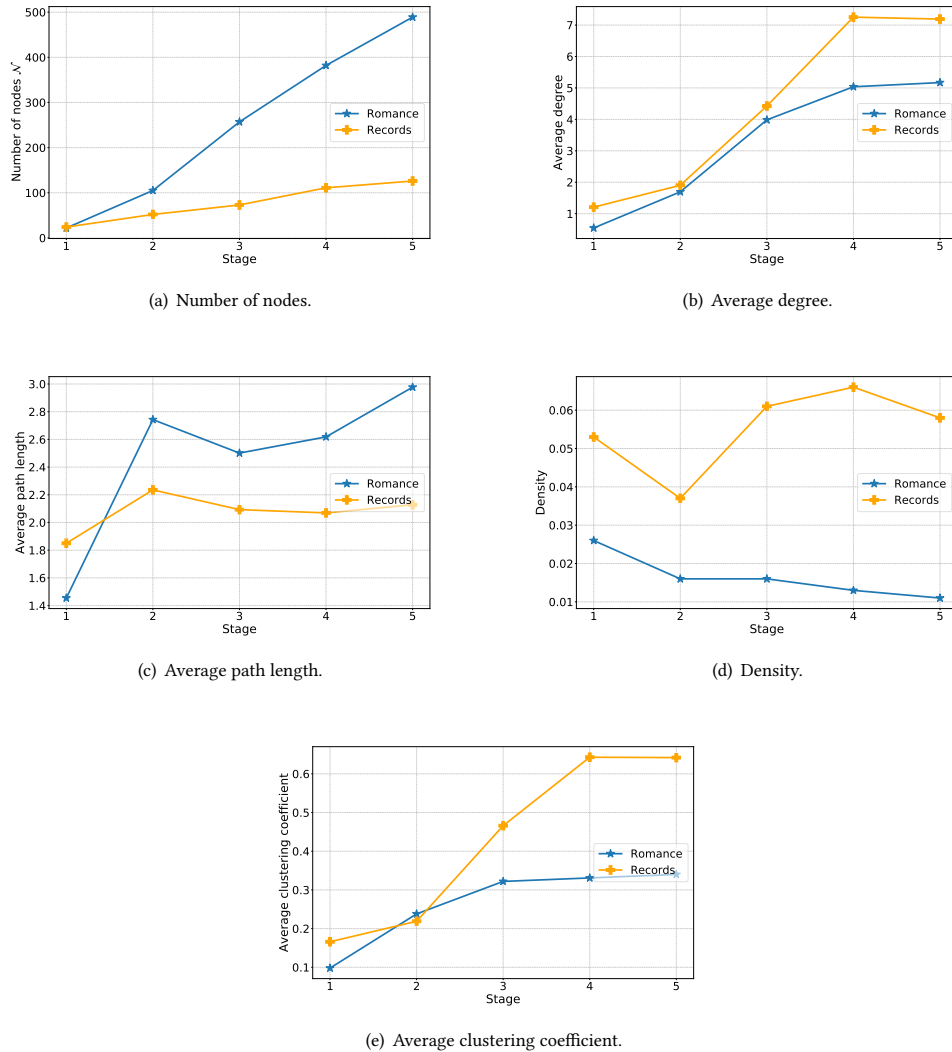 500
400
300
200
100
0
Number of nodes 𝒩
Romance
Records
1 2 3 4 5
Stage
(a) Number of nodes.
7
6
5
4
3
2
1
Average degree
Romance
Records
1 2 3 4 5
Stage
(b) Average degree.
3.0
2.8
2.6
2.4
2.2
2.0
1.8
1.6
1.4
Average path length
Romance
Records
1 2 3 4 5
Stage
(c) Average path length.
0.06
0.05
0.04
0.03
0.02
0.01
Density
Romance
Records
1 2 3 4 5
Stage
(d) Density.
0.6
0.5
0.4
0.3
0.2
0.1
Average clustering coefficient
Romance
Records
1 2 3 4 5
Stage
(e) Average clustering coefficient.